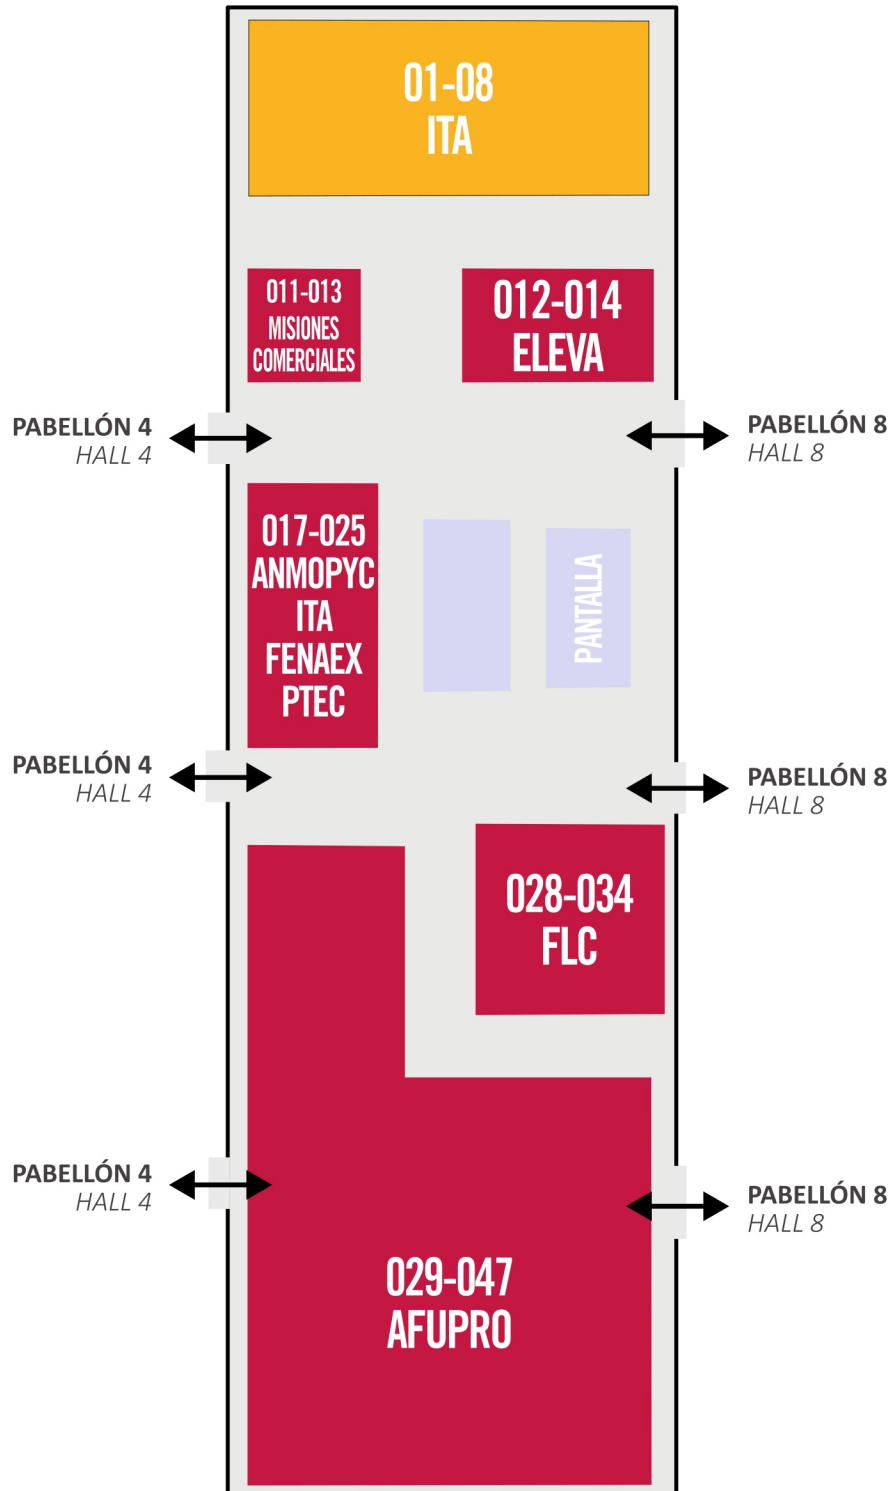 01-08
ITA
011-013
MISIONES
COMERCIALES
012-014
ELEVA
PABELLÓN 4
HALL 4
PABELLÓN 8
HALL 8
017-025
ANMOPYC
ITA
FENAEX
PTEC
PANTALLA
PABELLÓN 4
HALL 4
PABELLÓN 8
HALL 8
028-034
FLC
PABELLÓN 4
HALL 4
PABELLÓN 8
HALL 8
029-047
AFUPRO